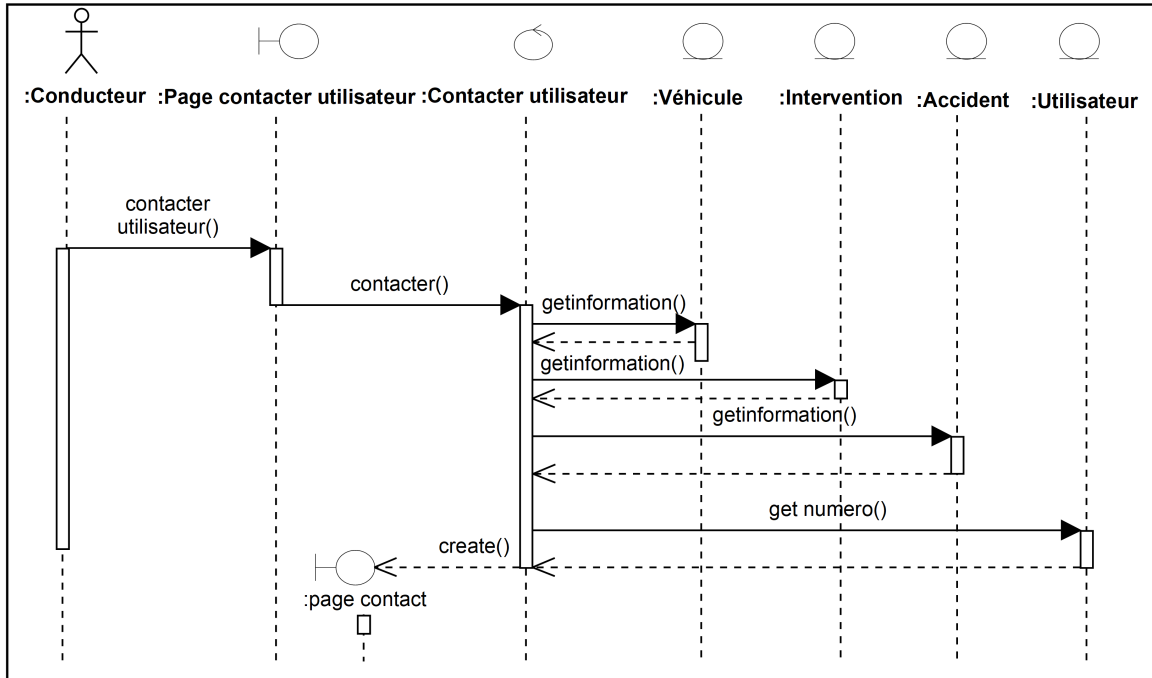 :Conducteur :Page contacter utilisateur :Contacter utilisateur :Véhicule :Intervention :Accident :Utilisateur
contacter
utilisateur()
contacter()
getinformation()
getinformation()
getinformation()
get numero()
create()
:page contact